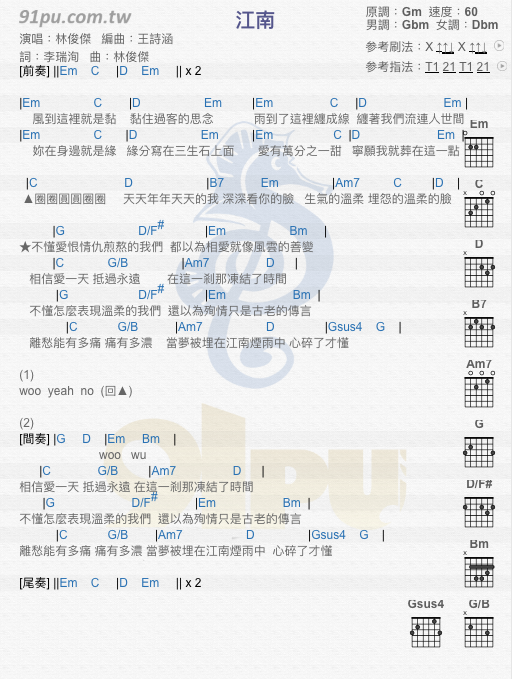 91pu.com.tw
江南
原調：Gm 速度：60
男調：Gbm 女調：Dbm
演唱：林俊傑 編曲：王詩涵
詞：李瑞洵 曲：林俊傑
參考刷法：X ↑↑↓ X ↑↑↓
參考指法：T1 21 T1 21
[前奏] ||Em C |D Em || x 2
|Em C |D Em |Em C |D Em |
風到這裡就是黏 黏住過客的思念 雨到了這裡纏成線 纏著我們流連人世間
|Em C |D Em |Em C |D Em |
妳在身邊就是緣 緣分寫在三生石上面 愛有萬分之一甜 寧願我就葬在這一點
|C D |B7 Em |Am7 C |D |
▲圈圈圓圓圈圈 天天年年天天的我 深深看你的臉 生氣的溫柔 埋怨的溫柔的臉
|G D/F# |Em Bm |
★不懂愛恨情仇煎熬的我們 都以為相愛就像風雲的善變
|C G/B |Am7 D |
相信愛一天 抵過永遠 在這一剎那凍結了時間
|G D/F# |Em Bm |
不懂怎麼表現溫柔的我們 還以為殉情只是古老的傳言
|C G/B |Am7 D |Gsus4 G |
離愁能有多痛 痛有多濃 當夢被埋在江南煙雨中 心碎了才懂
(1)
woo yeah no (回▲)
(2)
[間奏] |G D |Em Bm |
woo wu
|C G/B |Am7 D |
相信愛一天 抵過永遠 在這一剎那凍結了時間
|G D/F# |Em Bm |
不懂怎麼表現溫柔的我們 還以為殉情只是古老的傳言
|C G/B |Am7 D |Gsus4 G |
離愁能有多痛 痛有多濃 當夢被埋在江南煙雨中 心碎了才懂
[尾奏] ||Em C |D Em || x 2
Em
C
D
B7
Am7
G
D/F#
Bm
Gsus4 G/B
91pu